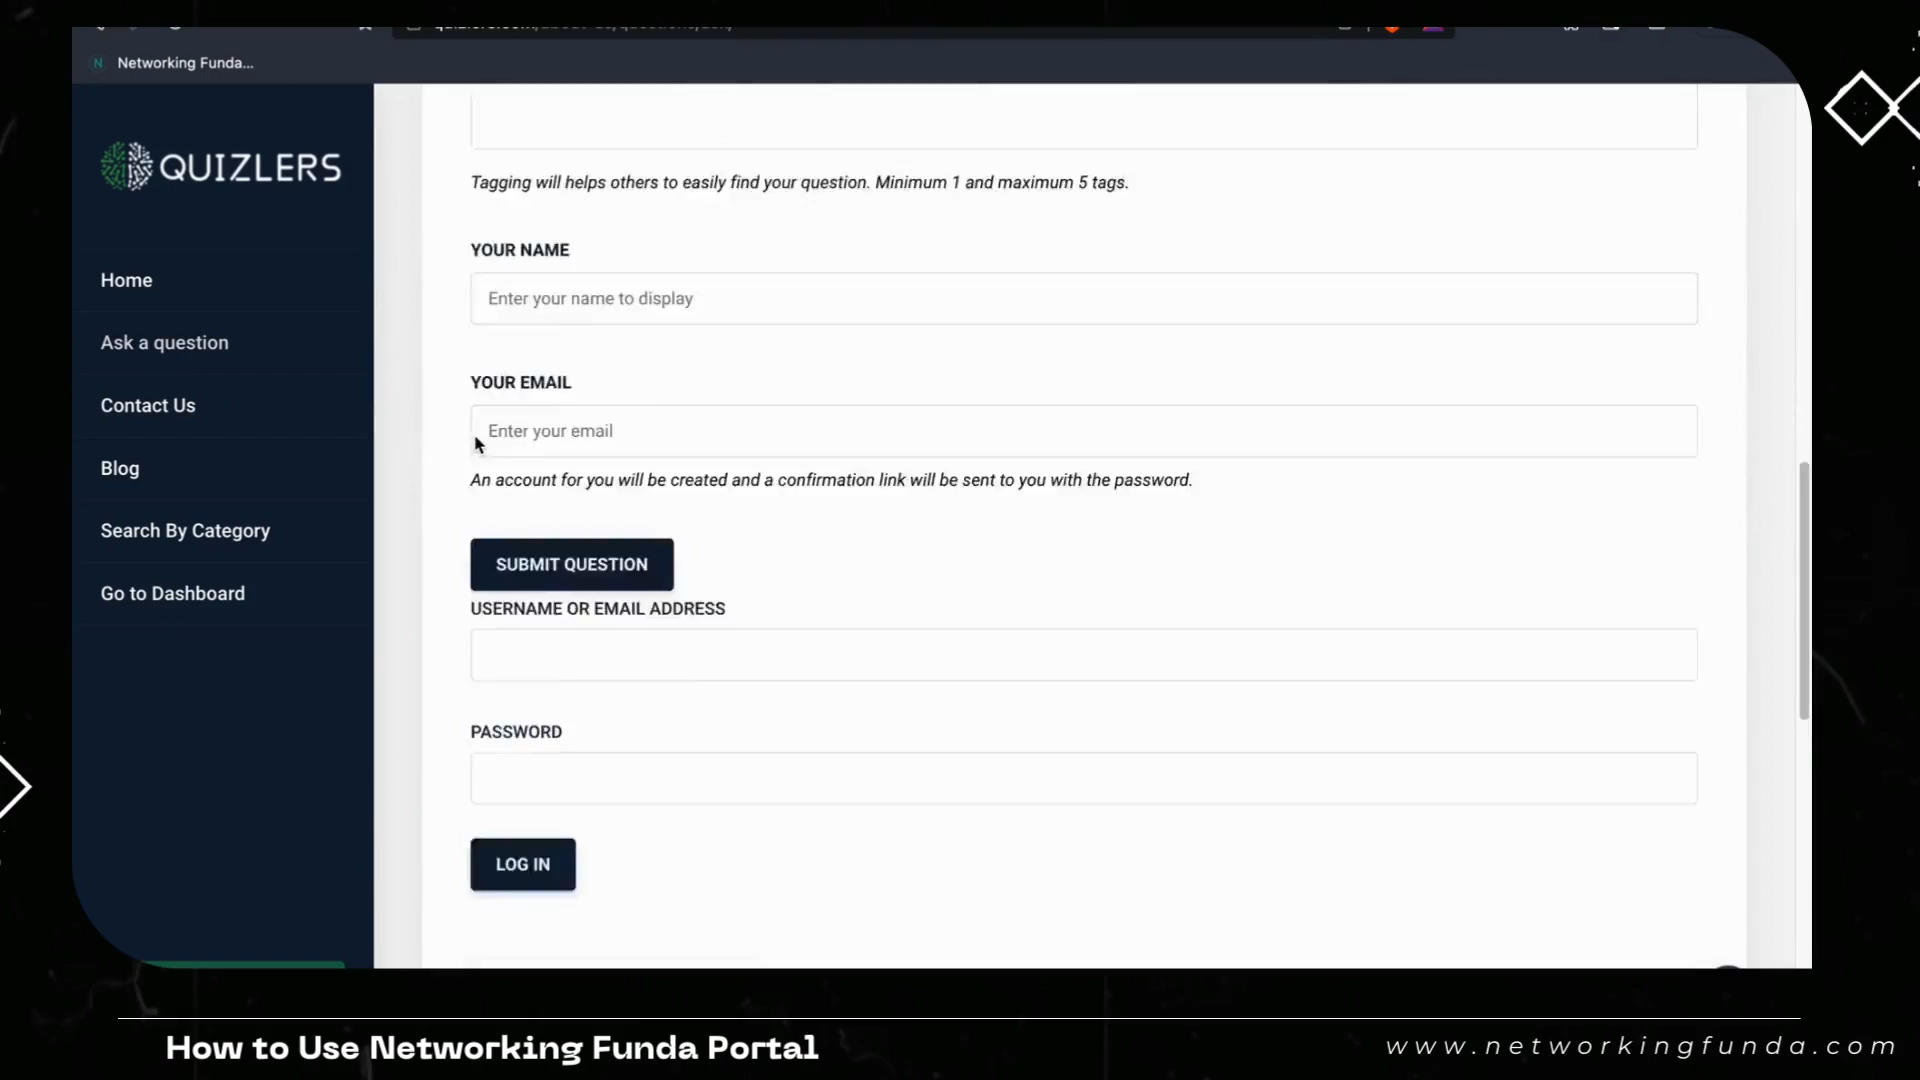 Networking Funda...
QUIZLERS
Home
Ask a question
Contact Us
Blog
Search By Category
Go to Dashboard
Tagging will helps others to easily find your question. Minimum 1 and maximum 5 tags.
YOUR NAME
Enter your name to display
YOUR EMAIL
Enter your email
An account for you will be created and a confirmation link will be sent to you with the password.
SUBMIT QUESTION
USERNAME OR EMAIL ADDRESS
PASSWORD
LOG IN
How to Use Networking Funda Portal
www.networkingfunda.com